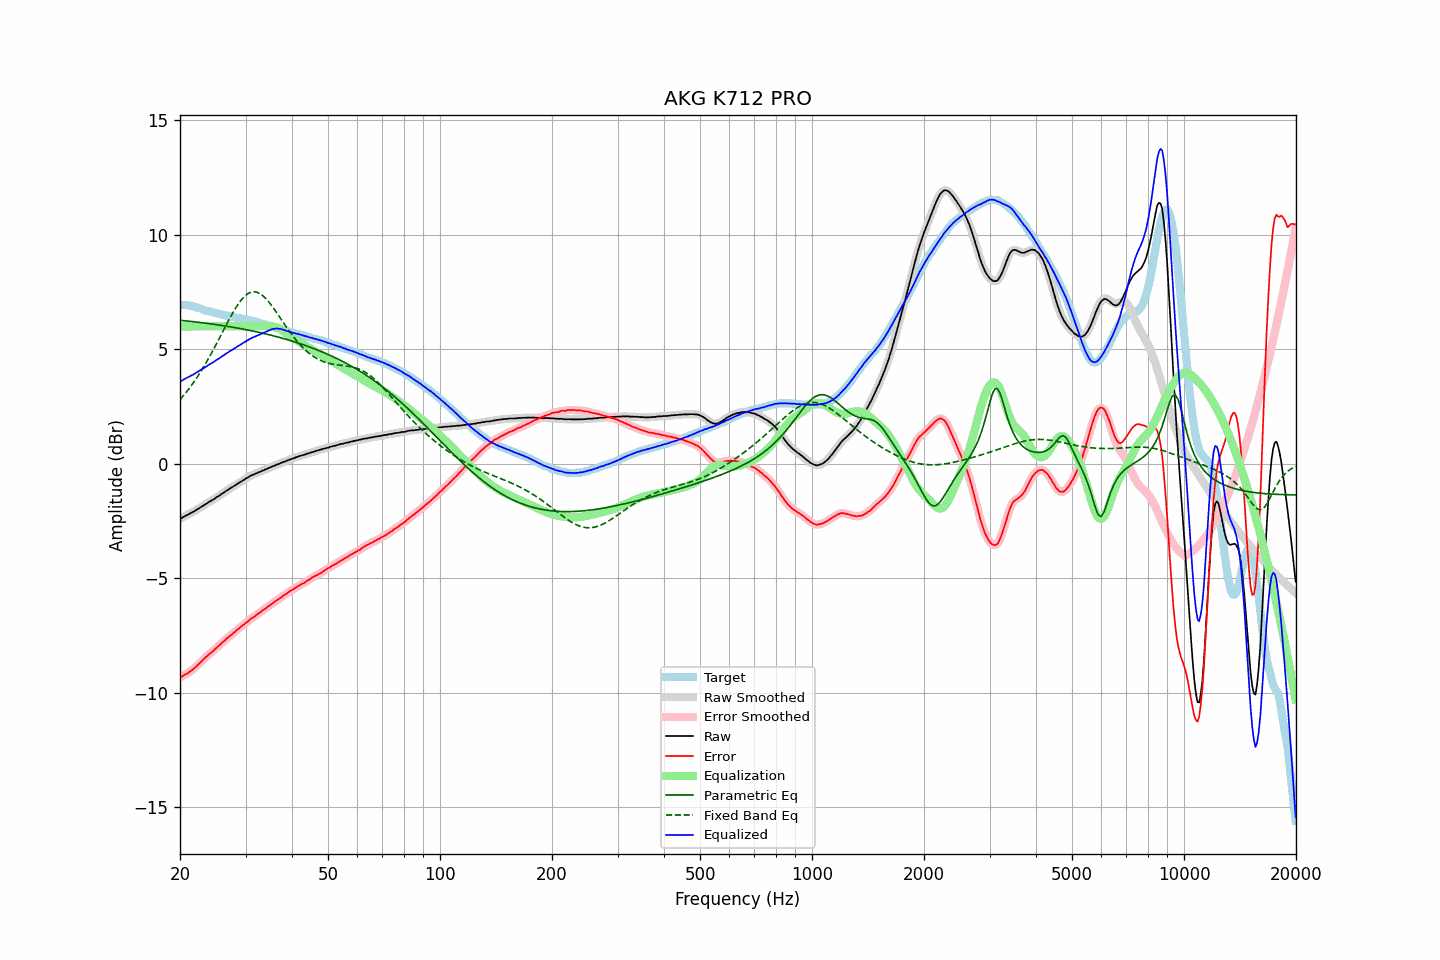 AKG K712 PRO
Amplitude (dBr)
15
10
5
0
−5
−10
−15
Target
Raw Smoothed
Error Smoothed
Raw
Error
Equalization
Parametric Eq
Fixed Band Eq
Equalized
20 50 100 200 500 1000 2000 5000 10000 20000
Frequency (Hz)